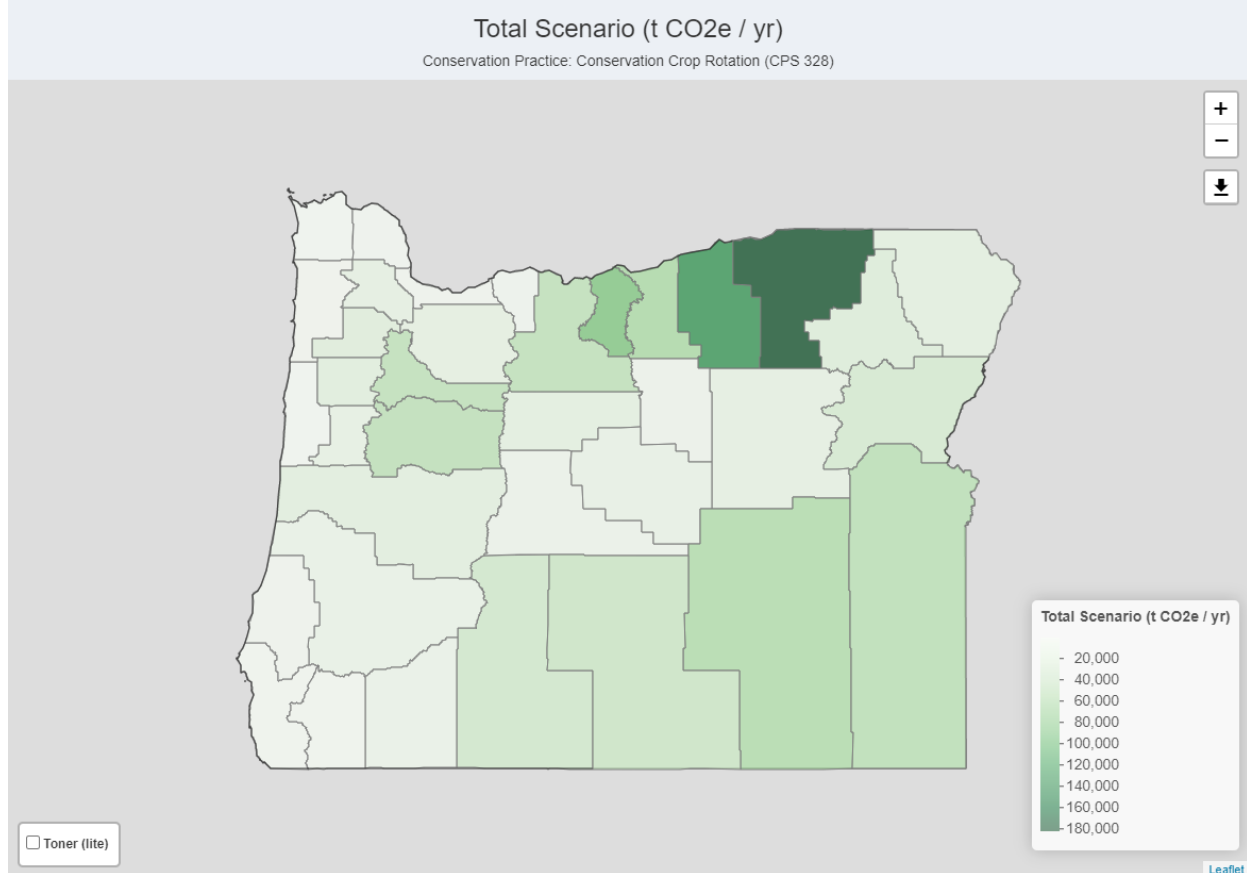 Total Scenario (t CO2e / yr)
Conservation Practice: Conservation Crop Rotation (CPS 328)
+
−
Total Scenario (t CO2e / yr)
20,000
40,000
60,000
80,000
100,000
120,000
140,000
160,000
180,000
Toner (lite)
Leaflet